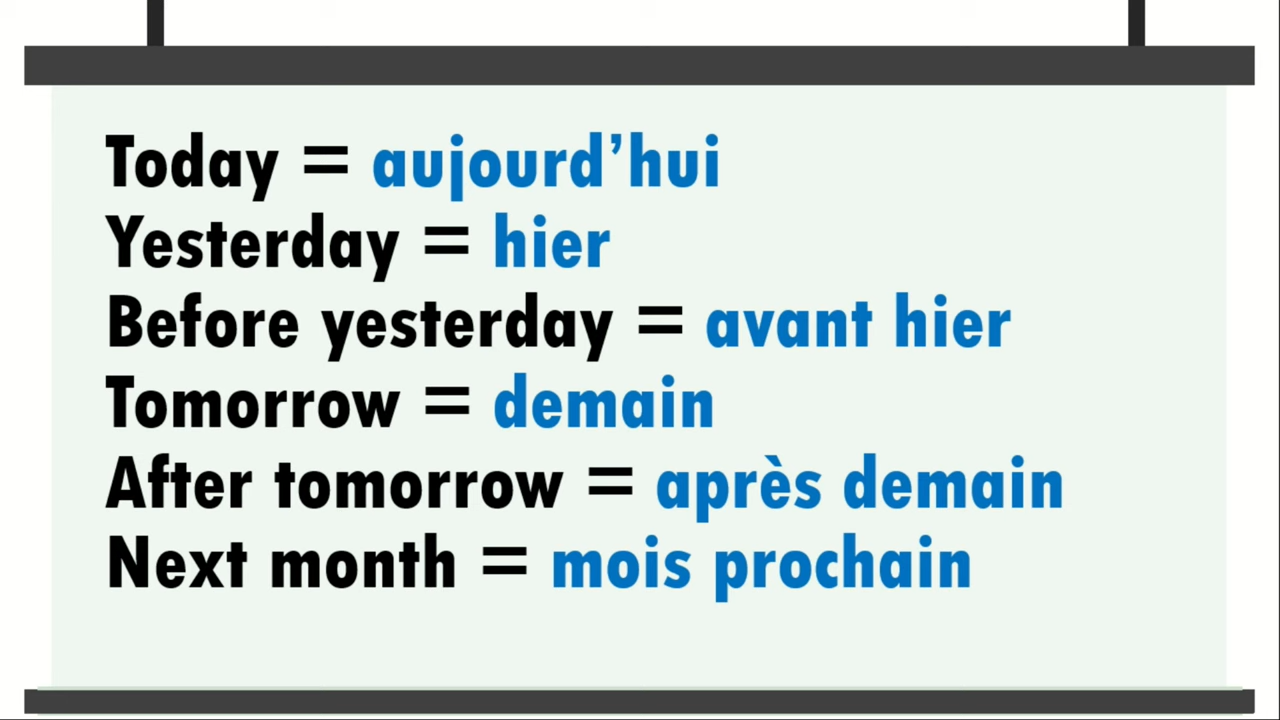 Today = aujourd’hui
Yesterday = hier
Before yesterday = avant hier
Tomorrow = demain
After tomorrow = après demain
Next month = mois prochain